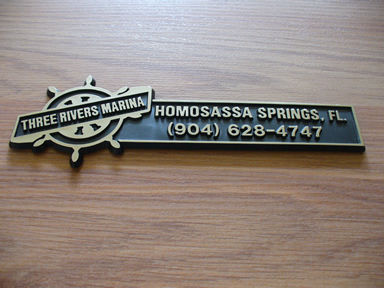 THREE RIVERS MARINA
HOMOSASSA SPRINGS, FL.
(904) 628-4747